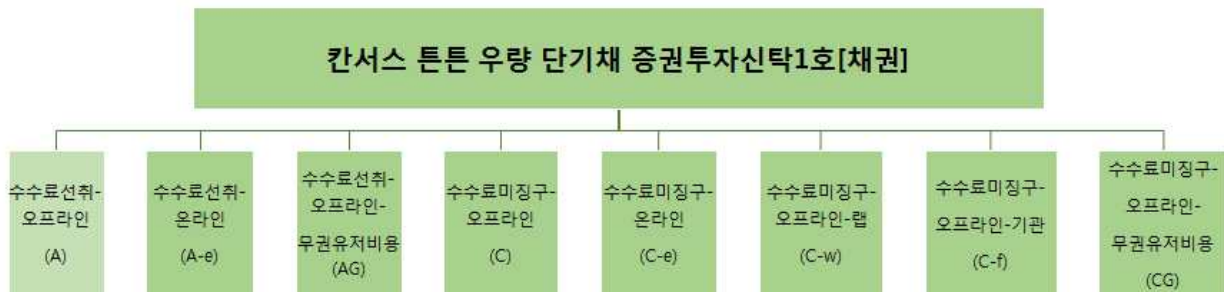 칸서스 튼튼 우량 단기채 증권투자신탁1호[채권]
수수료선취-
오프라인
(A)
수수료선취-
온라인
(A-e)
수수료선취-
오프라인-
무권유저비용
(AG)
수수료미징구-
오프라인
(C)
수수료미징구-
온라인
(C-e)
수수료미징구-
오프라인-랩
(C-w)
수수료미징구-
오프라인-기관
(C-f)
수수료미징구-
오프라인-
무권유저비용
(CG)